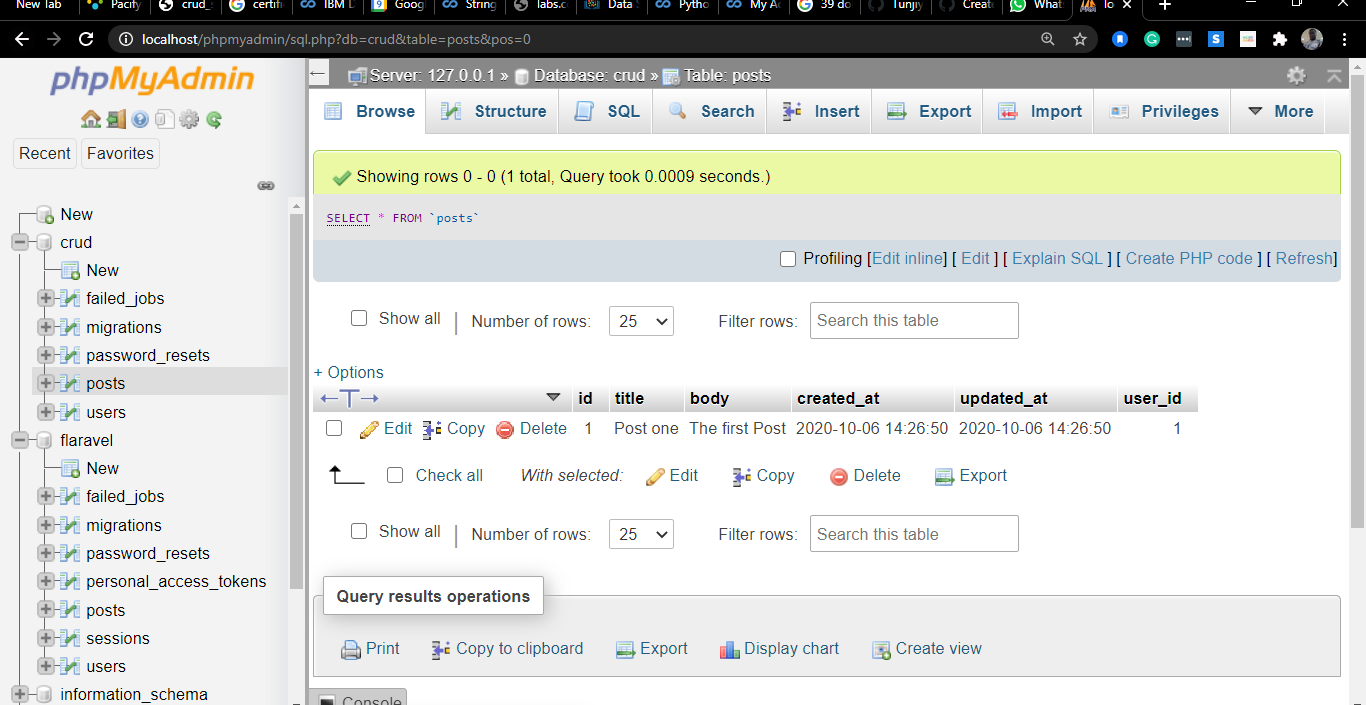 New Tab Pacify crud_ certifi IBM D Goog String labs.c Data Pytho My Ac 39 do Tunjiy Create What lo
localhost/phpmyadmin/sql.php?db=crud&table=posts&pos=0
phpMyAdmin
Recent Favorites
New
crud
New
failed_jobs
migrations
password_resets
posts
users
flaravel
New
failed_jobs
migrations
password_resets
personal_access_tokens
posts
sessions
users
information_schema
Server: 127.0.0.1 » Database: crud » Table: posts
Browse Structure SQL Search Insert Export Import Privileges More
Showing rows 0 - 0 (1 total, Query took 0.0009 seconds.)
SELECT * FROM `posts`
Profiling [Edit inline] [ Edit ] [ Explain SQL ] [ Create PHP code ] [ Refresh]
Show all | Number of rows: 25 Filter rows: Search this table
+ Options
←T→ id title body created_at updated_at user_id
Edit Copy Delete 1 Post one The first Post 2020-10-06 14:26:50 2020-10-06 14:26:50 1
Check all With selected: Edit Copy Delete Export
Show all | Number of rows: 25 Filter rows: Search this table
Query results operations
Print Copy to clipboard Export Display chart Create view
Console